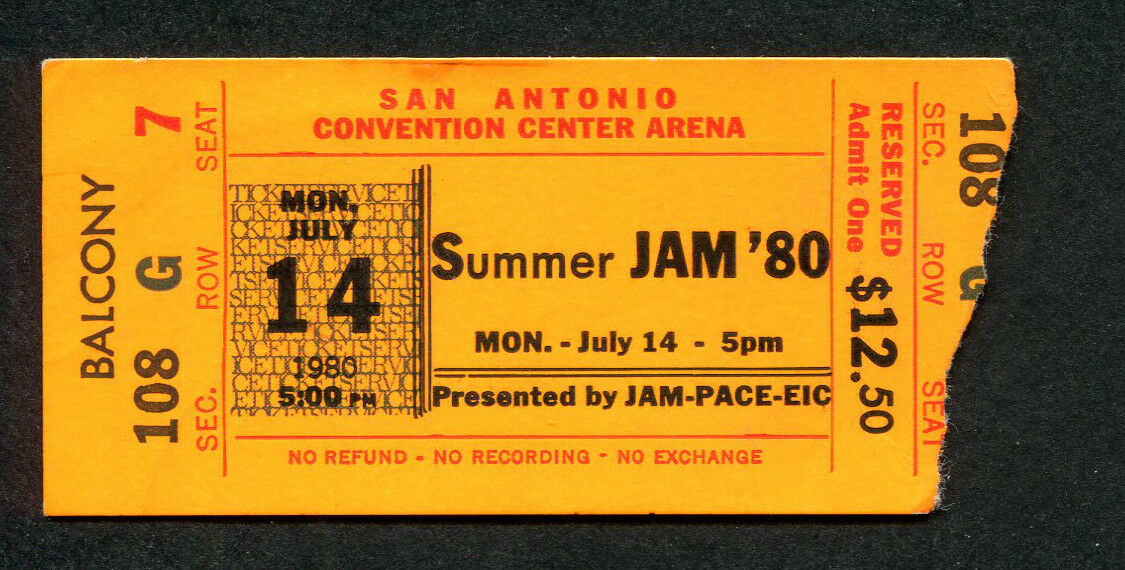 BALCONY
108 G 7
SEC. ROW SEAT
SAN ANTONIO
CONVENTION CENTER ARENA
MON,
JULY
14
1980
5:00 PM
Summer JAM '80
MON. - July 14 - 5pm
Presented by JAM-PACE-EIC
NO REFUND - NO RECORDING - NO EXCHANGE
RESERVED
Admit One
$12.50
SEC. ROW SEAT
108 G